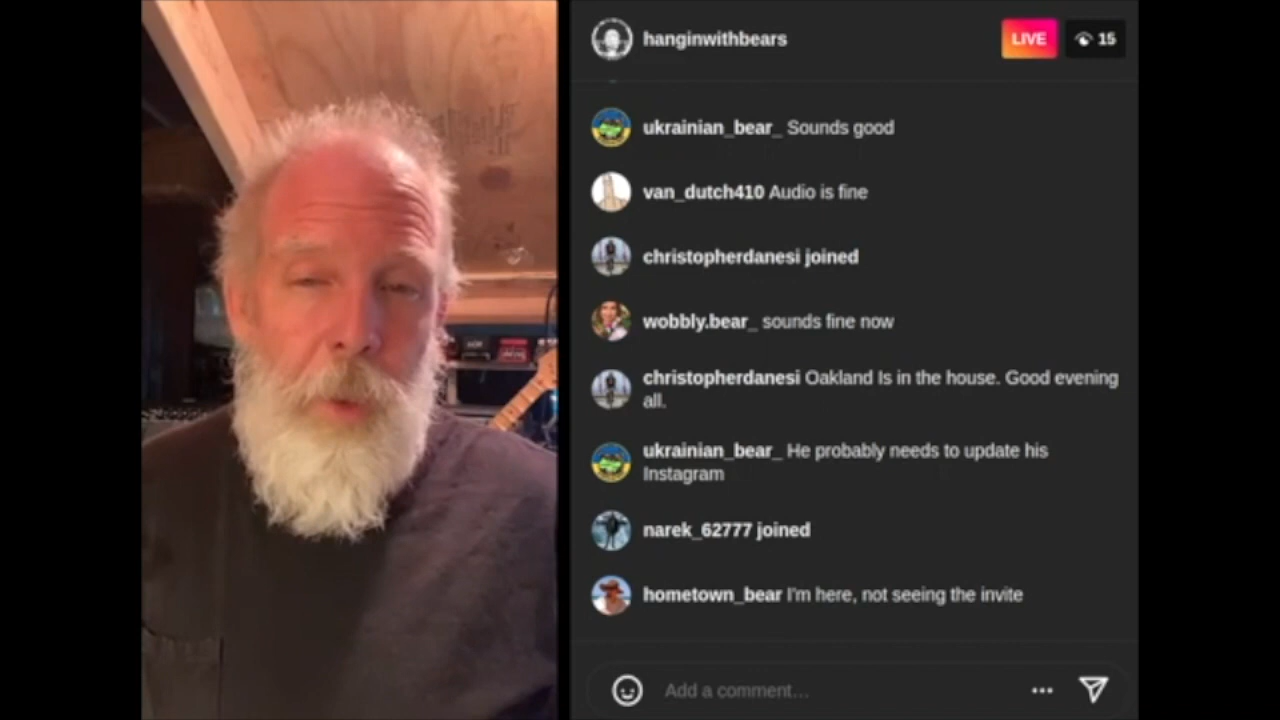 hanginwithbears
LIVE
15
ukrainian_bear_ Sounds good
van_dutch410 Audio is fine
christopherdanesi joined
wobbly.bear_ sounds fine now
christopherdanesi Oakland Is in the house. Good evening
all.
ukrainian_bear_ He probably needs to update his
Instagram
narek_62777 joined
hometown_bear I'm here, not seeing the invite
Add a comment...